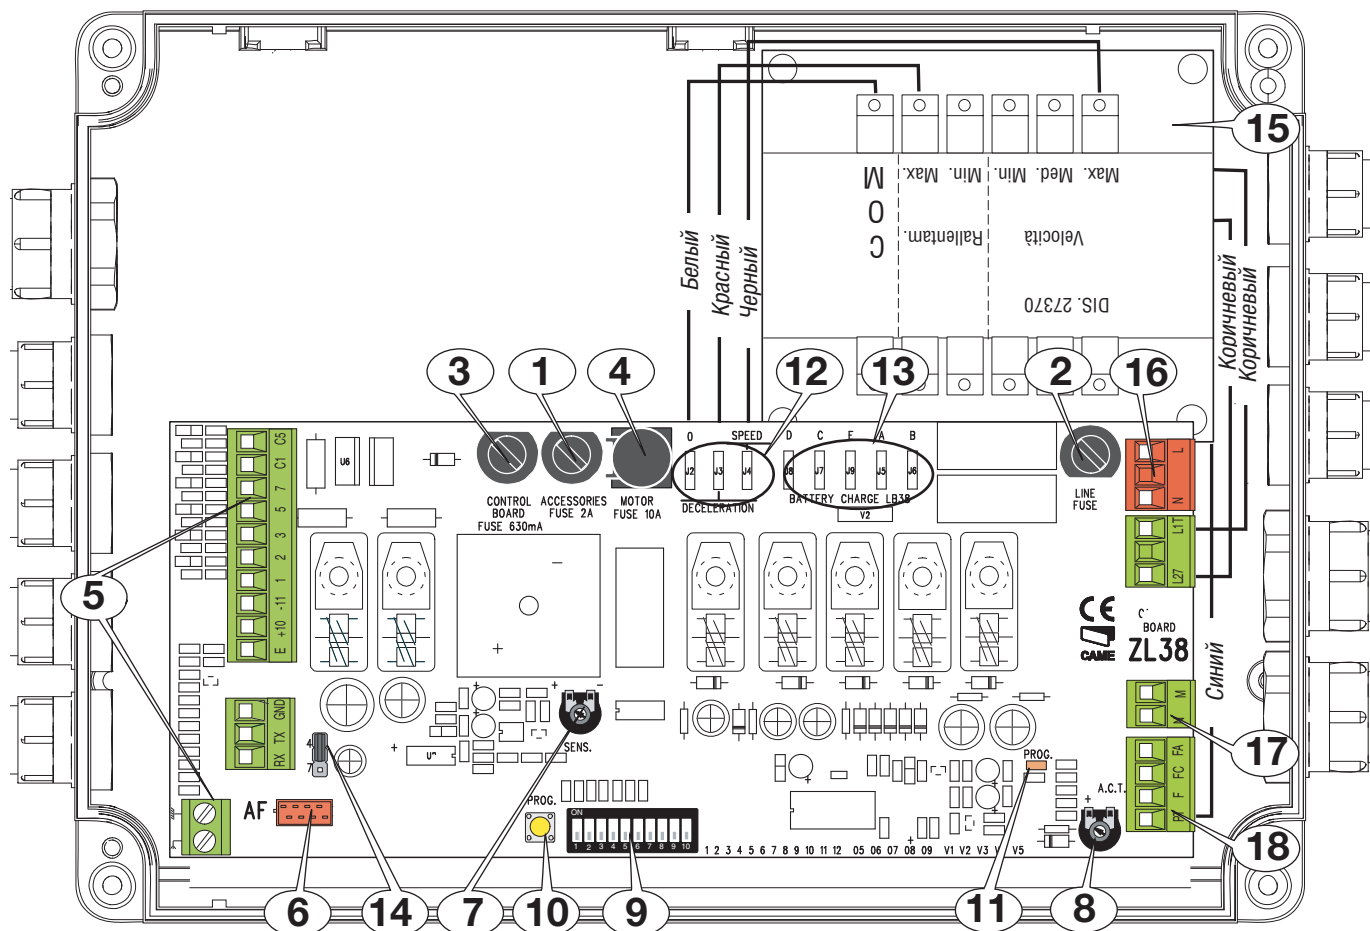 15
C O M
Max.
Min.
Min.
Med.
Max.
Rallentam.
Velocità
DIS. 27370
Белый
Красный
Черный
Коричневый
Коричневый
3
1
4
12
13
2
16
O
SPEED
D
C
F
A
B
J2
J3
J4
J8
J7
J9
J5
J6
DECELERATION
BATTERY CHARGE LB38
V2
CONTROL
BOARD
FUSE 630mA
ACCESSORIES
FUSE 2A
MOTOR
FUSE 10A
LINE
FUSE
U6
C5
C1
7
5
3
2
1
-11
+10
E
5
L
N
L1T
L27
CE
CAME
BOARD
ZL38
Синий
GND
TX
RX
4
7
SENS.
M
17
FA
FC
F
A.C.T.
PROG.
AF
PROG.
ON
1 2 3 4 5 6 7 8 9 10
1 2 3 4 5 6 7 8 9 10 11 12
05 06 07 08 09
V1 V2 V3
V5
18
6
14
7
10
9
11
8